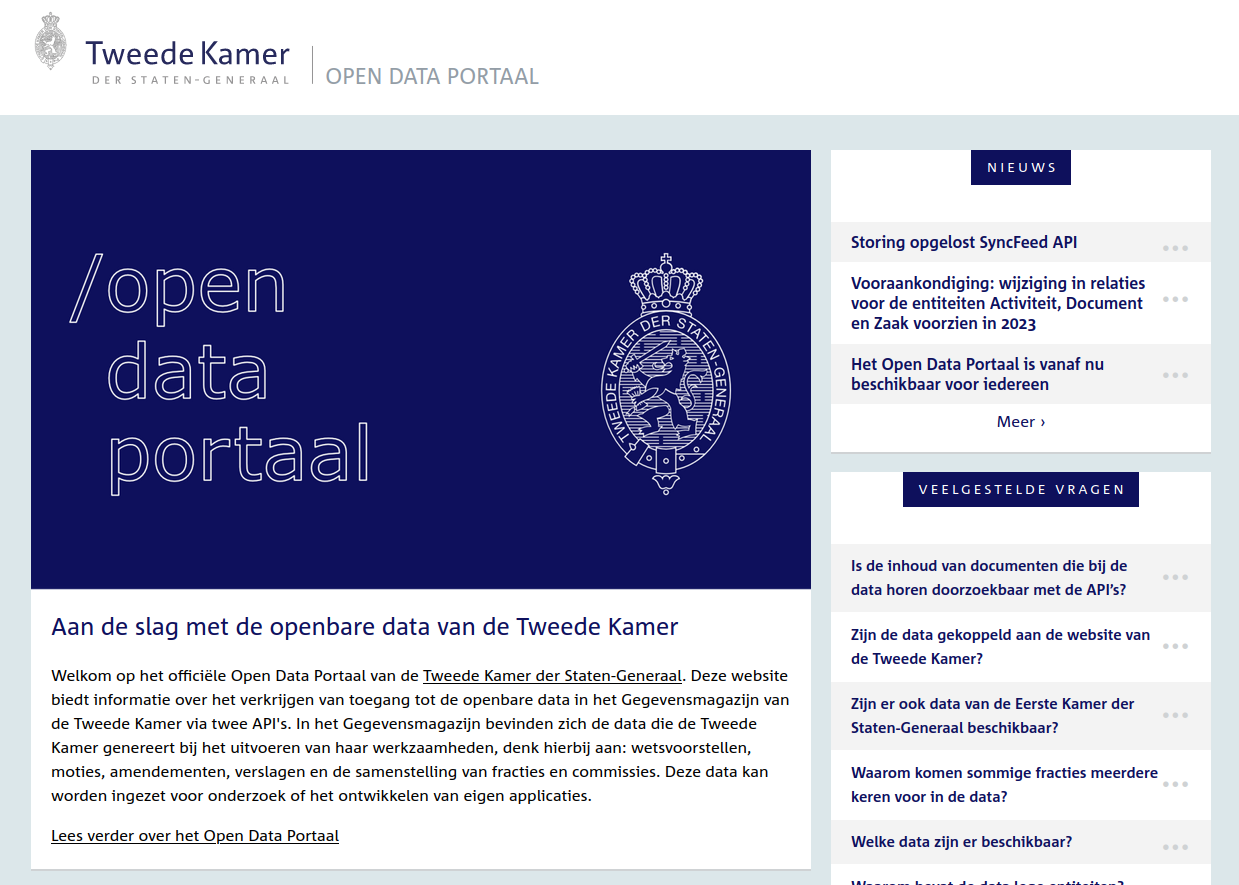 Tweede Kamer
DER STATEN-GENERAAL
OPEN DATA PORTAAL
/open
data
portaal
TWEEDE KAMER DER STATEN-GENERAAL
Aan de slag met de openbare data van de Tweede Kamer
Welkom op het officiële Open Data Portaal van de Tweede Kamer der Staten-Generaal. Deze website
biedt informatie over het verkrijgen van toegang tot de openbare data in het Gegevensmagazijn van
de Tweede Kamer via twee API's. In het Gegevensmagazijn bevinden zich de data die de Tweede
Kamer genereert bij het uitvoeren van haar werkzaamheden, denk hierbij aan: wetsvoorstellen,
moties, amendementen, verslagen en de samenstelling van fracties en commissies. Deze data kan
worden ingezet voor onderzoek of het ontwikkelen van eigen applicaties.
Lees verder over het Open Data Portaal
NIEUWS
Storing opgelost SyncFeed API
Vooraankondiging: wijziging in relaties
voor de entiteiten Activiteit, Document
en Zaak voorzien in 2023
Het Open Data Portaal is vanaf nu
beschikbaar voor iedereen
Meer ›
VEELGESTELDE VRAGEN
Is de inhoud van documenten die bij de
data horen doorzoekbaar met de API’s?
Zijn de data gekoppeld aan de website van
de Tweede Kamer?
Zijn er ook data van de Eerste Kamer der
Staten-Generaal beschikbaar?
Waarom komen sommige fracties meerdere
keren voor in de data?
Welke data zijn er beschikbaar?
Waarom bevat de data lege entiteiten?